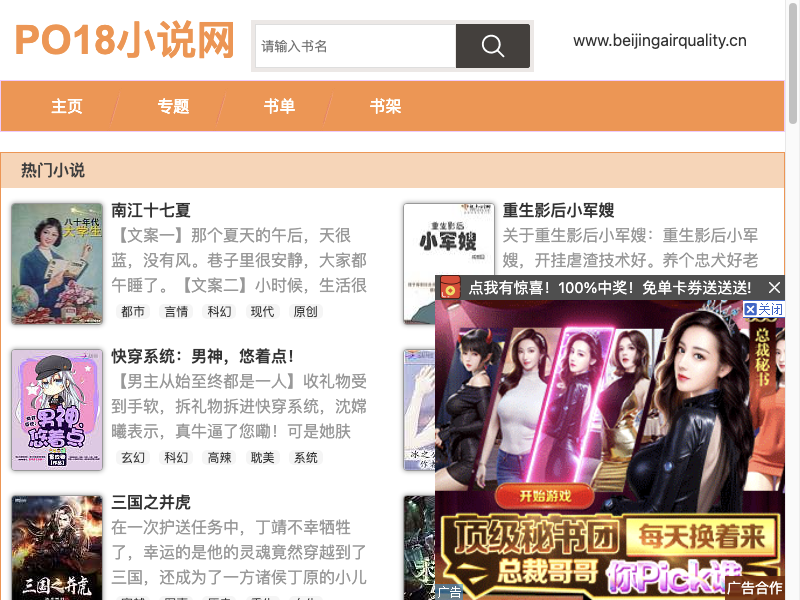 PO18小说网
请输入书名
www.beijingairquality.cn
主页
专题
书单
书架
热门小说
八十年代
大学生
南江十七夏
【文案一】那个夏天的午后，天很
蓝，没有风。巷子里很安静，大家都
午睡了。【文案二】小时候，生活很
都市 言情 科幻 现代 原创
重生影后
小军嫂
重生影后小军嫂
关于重生影后小军嫂：重生影后小军
嫂，开挂虐渣技术好。养个忠犬好老
男神，
悠着点
快穿系统：男神，悠着点！
【男主从始至终都是一人】收礼物受
到手软，拆礼物拆进快穿系统，沈嫦
曦表示，真牛逼了您嘞！可是她肤
玄幻 科幻 高辣 耽美 系统
三国之并虎
三国之并虎
在一次护送任务中，丁靖不幸牺牲
了，幸运的是他的灵魂竟然穿越到了
三国，还成为了一方诸侯丁原的小儿
点我有惊喜！100%中奖！免单卡券送送送!
关闭
总裁秘书
开始游戏
顶级秘书团 每天换着来
总裁哥哥 你Pick谁
广告
广告合作